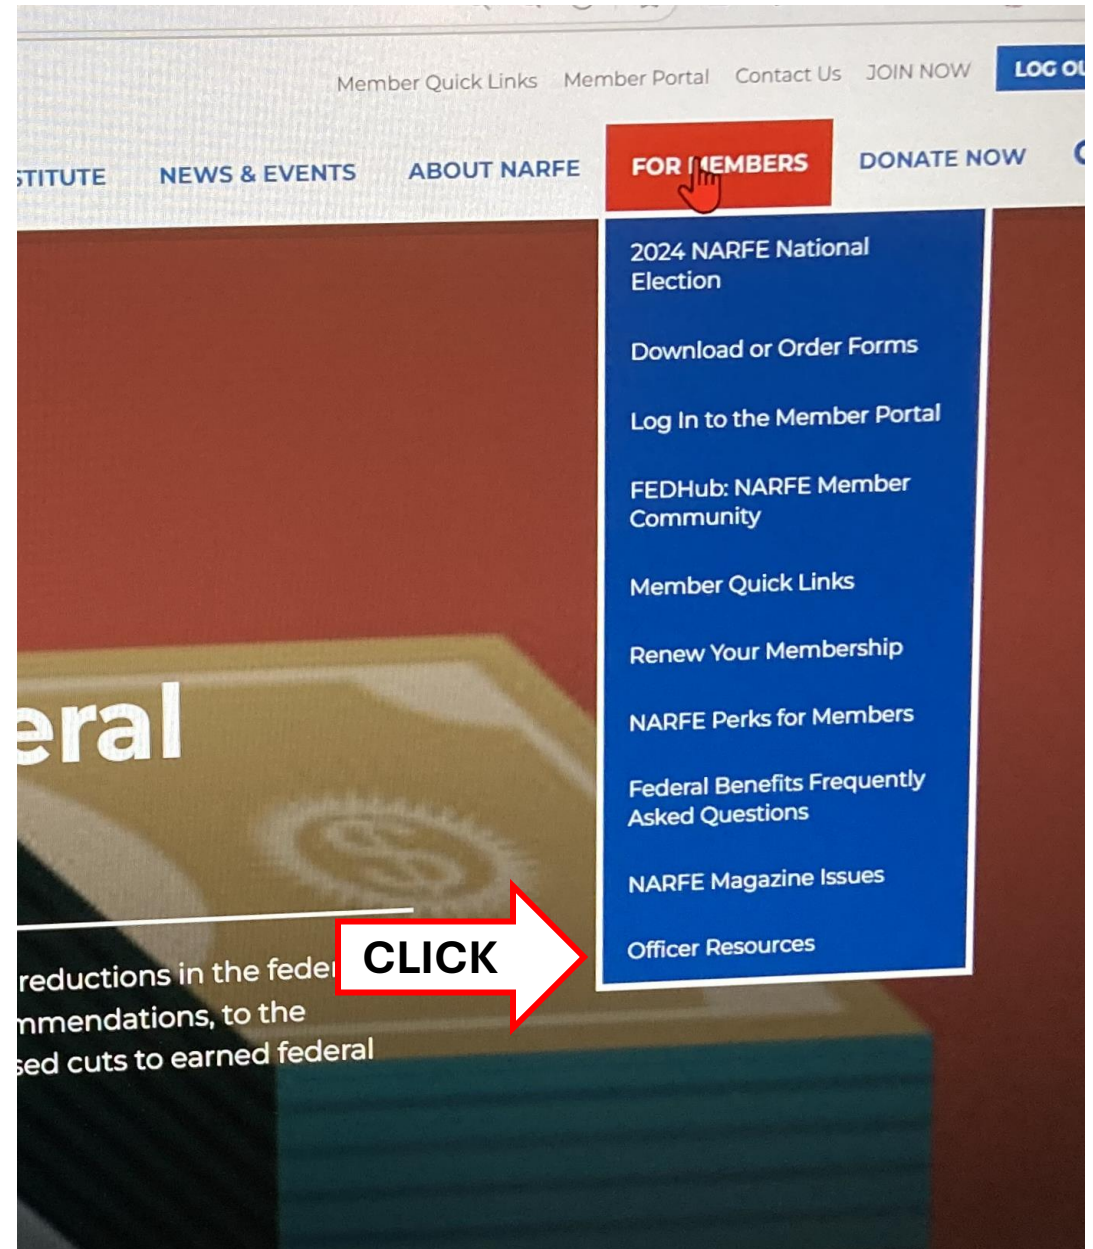 Member Quick Links Member Portal Contact Us JOIN NOW LOG OU
STITUTE NEWS & EVENTS ABOUT NARFE FOR MEMBERS DONATE NOW
2024 NARFE National
Election
Download or Order Forms
Log In to the Member Portal
FEDHub: NARFE Member
Community
Member Quick Links
Renew Your Membership
NARFE Perks for Members
Federal Benefits Frequently
Asked Questions
NARFE Magazine Issues
Officer Resources
eral
CLICK
reductions in the feder
mmendations, to the
sed cuts to earned federal